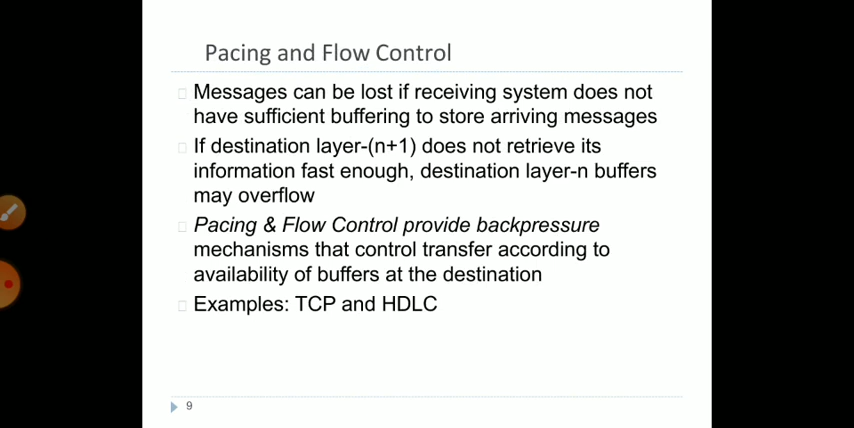 Pacing and Flow Control
Messages can be lost if receiving system does not
have sufficient buffering to store arriving messages
If destination layer-(n+1) does not retrieve its
information fast enough, destination layer-n buffers
may overflow
Pacing & Flow Control provide backpressure
mechanisms that control transfer according to
availability of buffers at the destination
Examples: TCP and HDLC
9